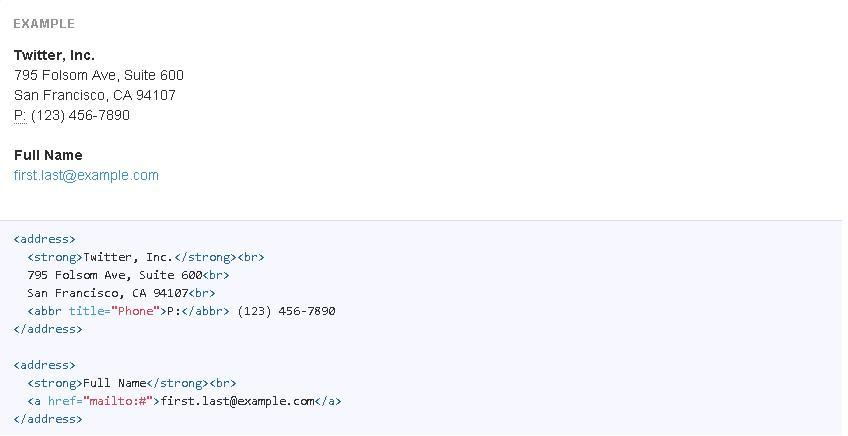 EXAMPLE
Twitter, Inc.
795 Folsom Ave, Suite 600
San Francisco, CA 94107
P: (123) 456-7890
Full Name
first.last@example.com
<address>
<strong>Twitter, Inc.</strong><br>
795 Folsom Ave, Suite 600<br>
San Francisco, CA 94107<br>
<abbr title="Phone">P:</abbr> (123) 456-7890
</address>
<address>
<strong>Full Name</strong><br>
<a href="mailto:#">first.last@example.com</a>
</address>